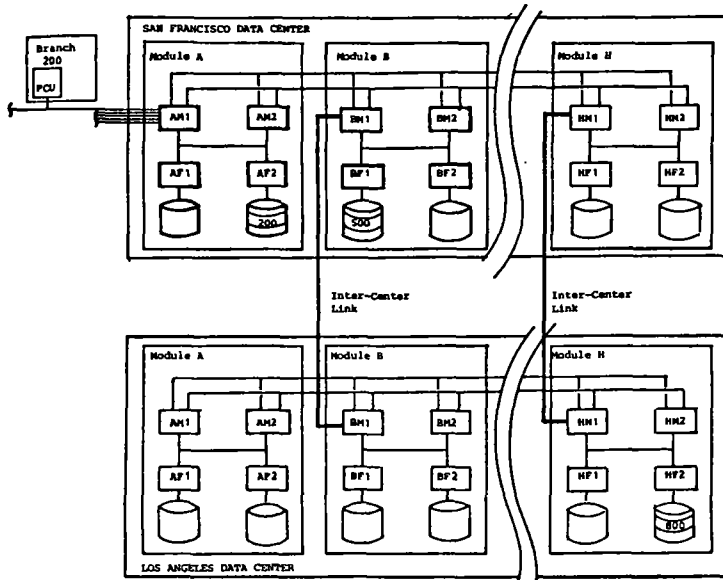 SAN FRANCISCO DATA CENTER
Branch
200
PCU
Module A
Module B
Module H
AM1
AM2
BM1
BM2
HM1
HM2
AF1
AF2
BF1
BF2
HF1
HF2
200
500
Inter-Center
Link
Inter-Center
Link
Module A
Module B
Module H
AM1
AM2
BM1
BM2
HM1
HM2
AF1
AF2
BF1
BF2
HF1
HF2
800
LOS ANGELES DATA CENTER